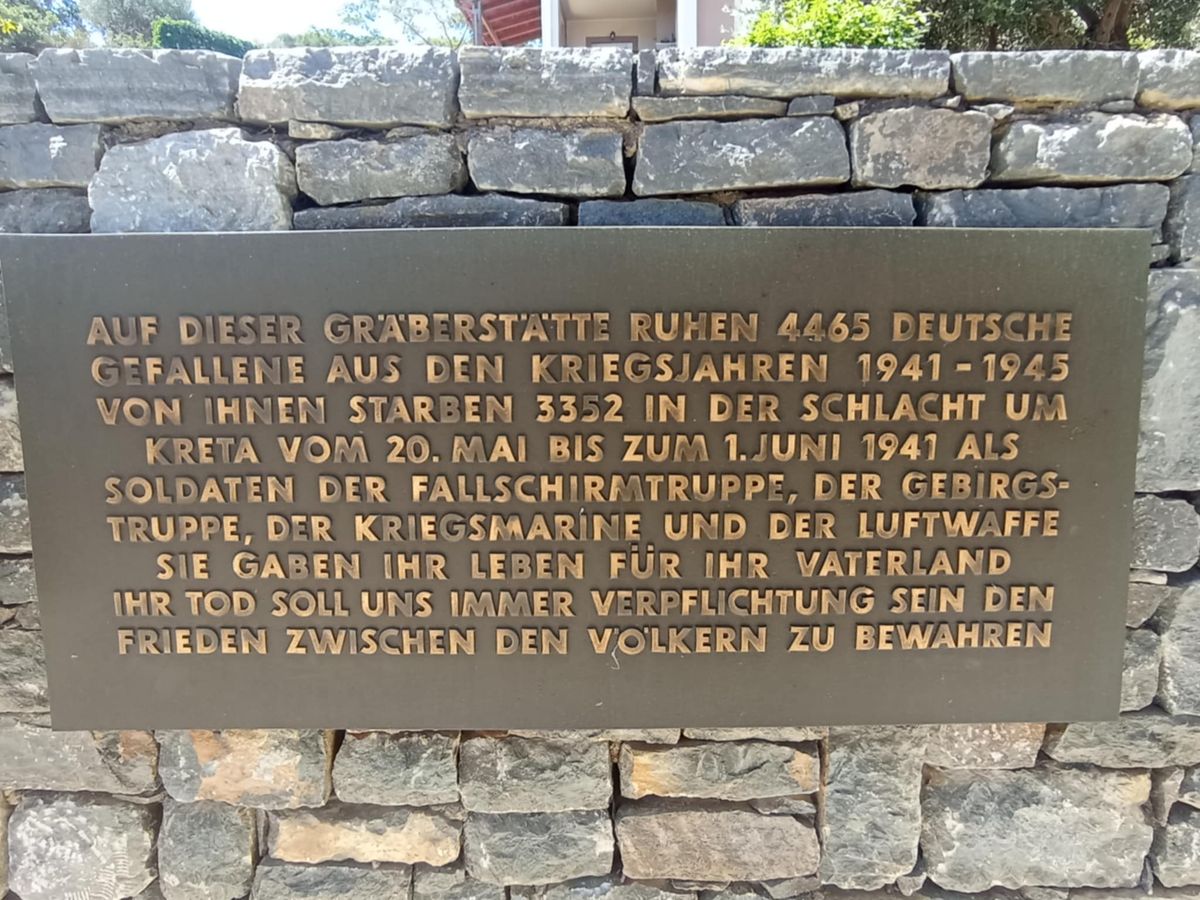 AUF DIESER GRÄBERSTÄTTE RUHEN 4465 DEUTSCHE
GEFALLENE AUS DEN KRIEGSJAHREN 1941 - 1945
VON IHNEN STARBEN 3352 IN DER SCHLACHT UM
KRETA VOM 20. MAI BIS ZUM 1. JUNI 1941 ALS
SOLDATEN DER FALLSCHIRMTRUPPE, DER GEBIRGS-
TRUPPE, DER KRIEGSMARINE UND DER LUFTWAFFE
SIE GABEN IHR LEBEN FÜR IHR VATERLAND
IHR TOD SOLL UNS IMMER VERPFLICHTUNG SEIN DEN
FRIEDEN ZWISCHEN DEN VÖLKERN ZU BEWAHREN